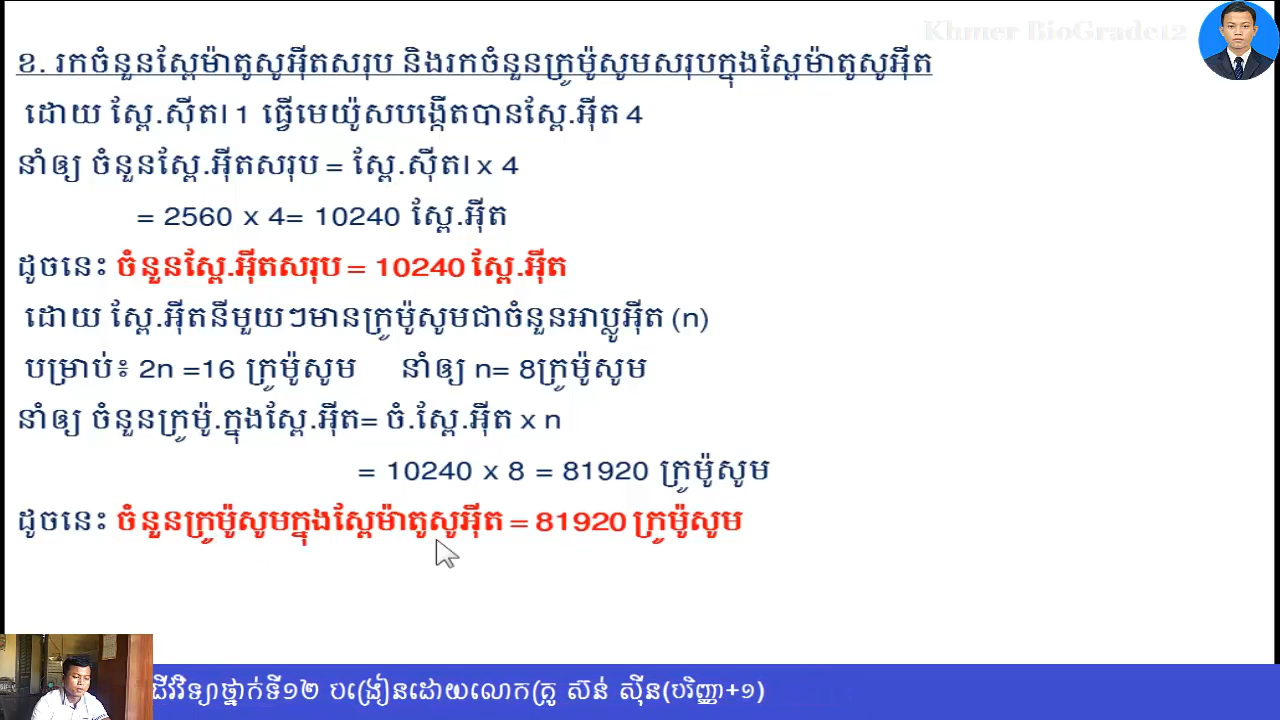 Khmer BioGrade12
ខ. រកចំនួនស្ពែម៉ាតូសូអ៊ីតសរុប និងរកចំនួនក្រូម៉ូសូមសរុបក្នុងស្ពែម៉ាតូសូអ៊ីត
ដោយ ស្ពែ.ស៊ីតI 1 ធ្វើមេយ៉ូសបង្កើតបានស្ពែ.អ៊ីត 4
នាំឲ្យ ចំនួនស្ពែ.អ៊ីតសរុប = ស្ពែ.ស៊ីតI x 4
= 2560 x 4= 10240 ស្ពែ.អ៊ីត
ដូចនេះ ចំនួនស្ពែ.អ៊ីតសរុប = 10240 ស្ពែ.អ៊ីត
ដោយ ស្ពែ.អ៊ីតនីមួយៗមានក្រូម៉ូសូមជាចំនួនអាប្លូអ៊ីត (n)
បម្រាប់៖ 2n =16 ក្រូម៉ូសូម នាំឲ្យ n= 8ក្រូម៉ូសូម
នាំឲ្យ ចំនួនក្រូម៉ូ.ក្នុងស្ពែ.អ៊ីត= ចំ.ស្ពែ.អ៊ីត x n
= 10240 x 8 = 81920 ក្រូម៉ូសូម
ដូចនេះ ចំនួនក្រូម៉ូសូមក្នុងស្ពែម៉ាតូសូអ៊ីត = 81920 ក្រូម៉ូសូម
ជីវវិទ្យាថ្នាក់ទី១២ បង្រៀនដោយលោកគ្រូ ស៊ន់ ស៊ីន(បរិញ្ញា+១)